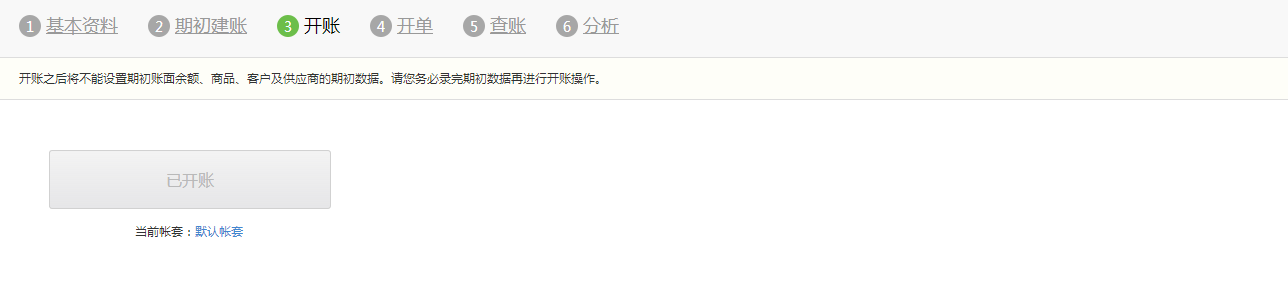 1 基本资料 2 期初建账 3 开账 4 开单 5 查账 6 分析
开账之后将不能设置期初账面余额、商品、客户及供应商的期初数据。请您务必录完期初数据再进行开账操作。
已开账
当前帐套：默认帐套